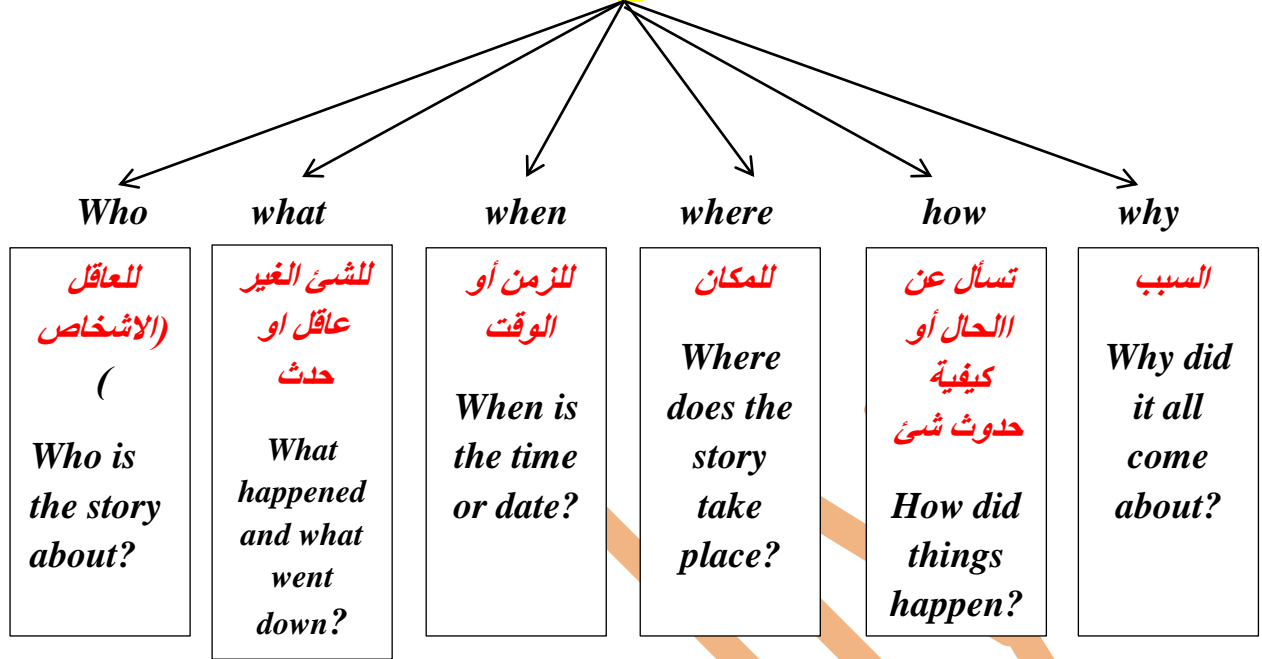 Who
what
when
where
how
why
للعاقل
(الاشخاص
(
Who is
the story
about?
للشئ الغير
عاقل او
حدث
What
happened
and what
went
down?
للزمن أو
الوقت
When is
the time
or date?
للمكان
Where
does the
story
take
place?
تسأل عن
االحال أو
كيفية
حدوث شئ
How did
things
happen?
السبب
Why did
it all
come
about?